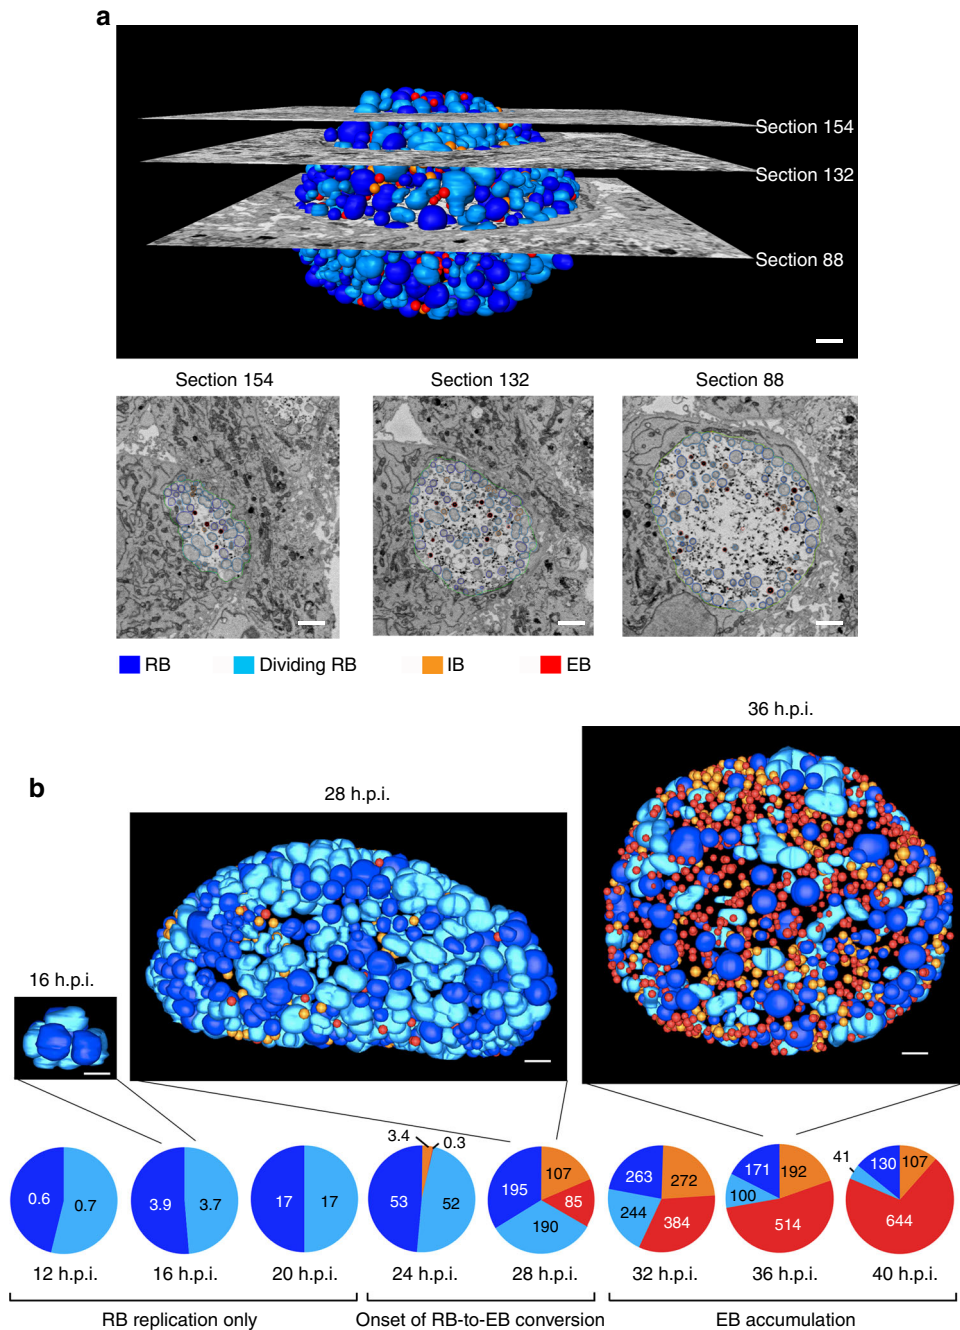 a
Section 154
Section 132
Section 88
Section 154 Section 132 Section 88
RB Dividing RB IB EB
b
36 h.p.i.
28 h.p.i.
16 h.p.i.
0.6 0.7
3.9 3.7
17 17
3.4 0.3
53 52
195 107
85
190
263 272
244 384
171 192
100 514
41 130 107
644
12 h.p.i. 16 h.p.i. 20 h.p.i. 24 h.p.i. 28 h.p.i. 32 h.p.i. 36 h.p.i. 40 h.p.i.
RB replication only Onset of RB-to-EB conversion EB accumulation